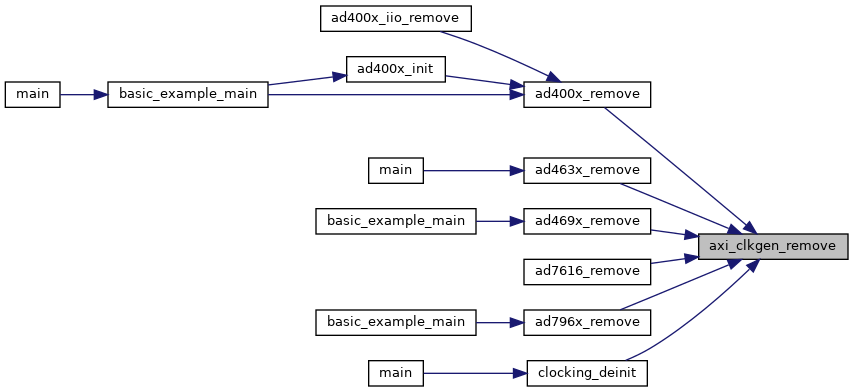 ad400x_iio_remove
ad400x_init
main
basic_example_main
ad400x_remove
main
ad463x_remove
basic_example_main
ad469x_remove
axi_clkgen_remove
ad7616_remove
basic_example_main
ad796x_remove
main
clocking_deinit